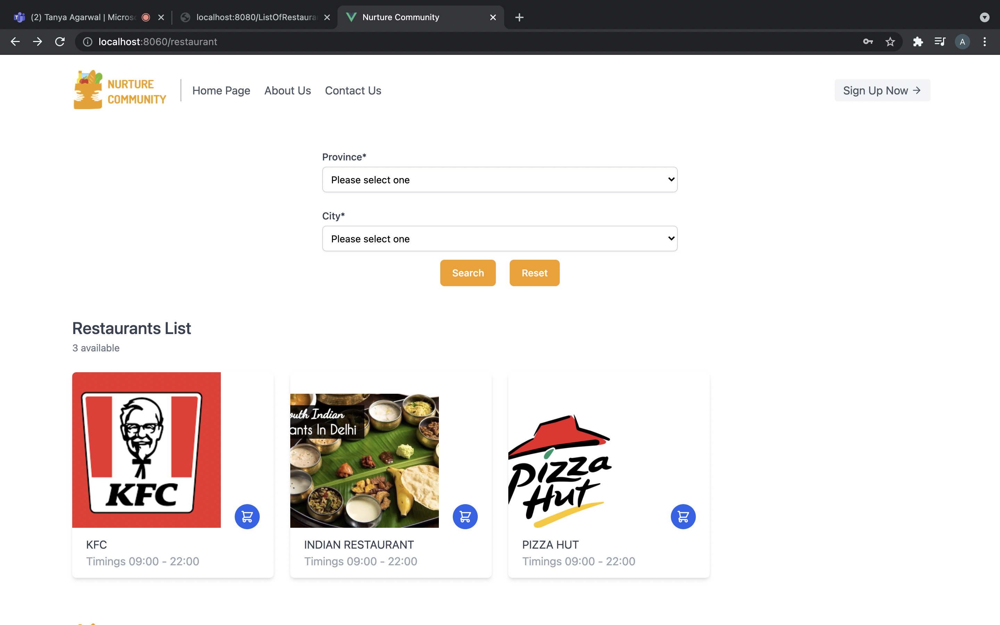 (2) Tanya Agarwal | Microso
localhost:8080/ListOfRestaura
Nurture Community
localhost:8060/restaurant
A
NURTURE
COMMUNITY
Home Page
About Us
Contact Us
Sign Up Now →
Province*
Please select one
City*
Please select one
Search
Reset
Restaurants List
3 available
KFC
outh Indian
ants In Delhi
Pizza
Hut
KFC
Timings 09:00 - 22:00
INDIAN RESTAURANT
Timings 09:00 - 22:00
PIZZA HUT
Timings 09:00 - 22:00